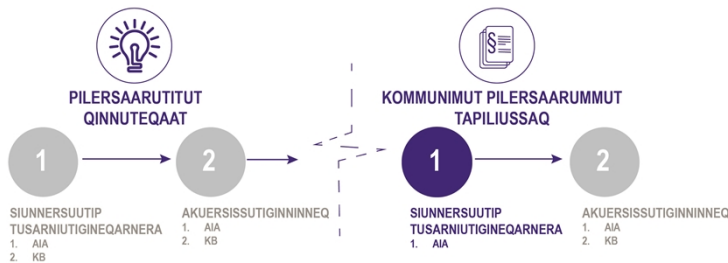 PILERSAARUTITUT
QINNUTEQAAT
1
2
SIUNNERSUUTIP
TUSARNIUTIGINEQARNERA
1. AIA
2. KB
AKUERSISSUTIGINNINNEQ
1. AIA
2. KB
§
KOMMUNIMUT PILERSAARUMMUT
TAPILIUSSAQ
1
2
SIUNNERSUUTIP
TUSARNIUTIGINEQARNERA
1. AIA
AKUERSISSUTIGINNINNEQ
1. AIA
2. KB